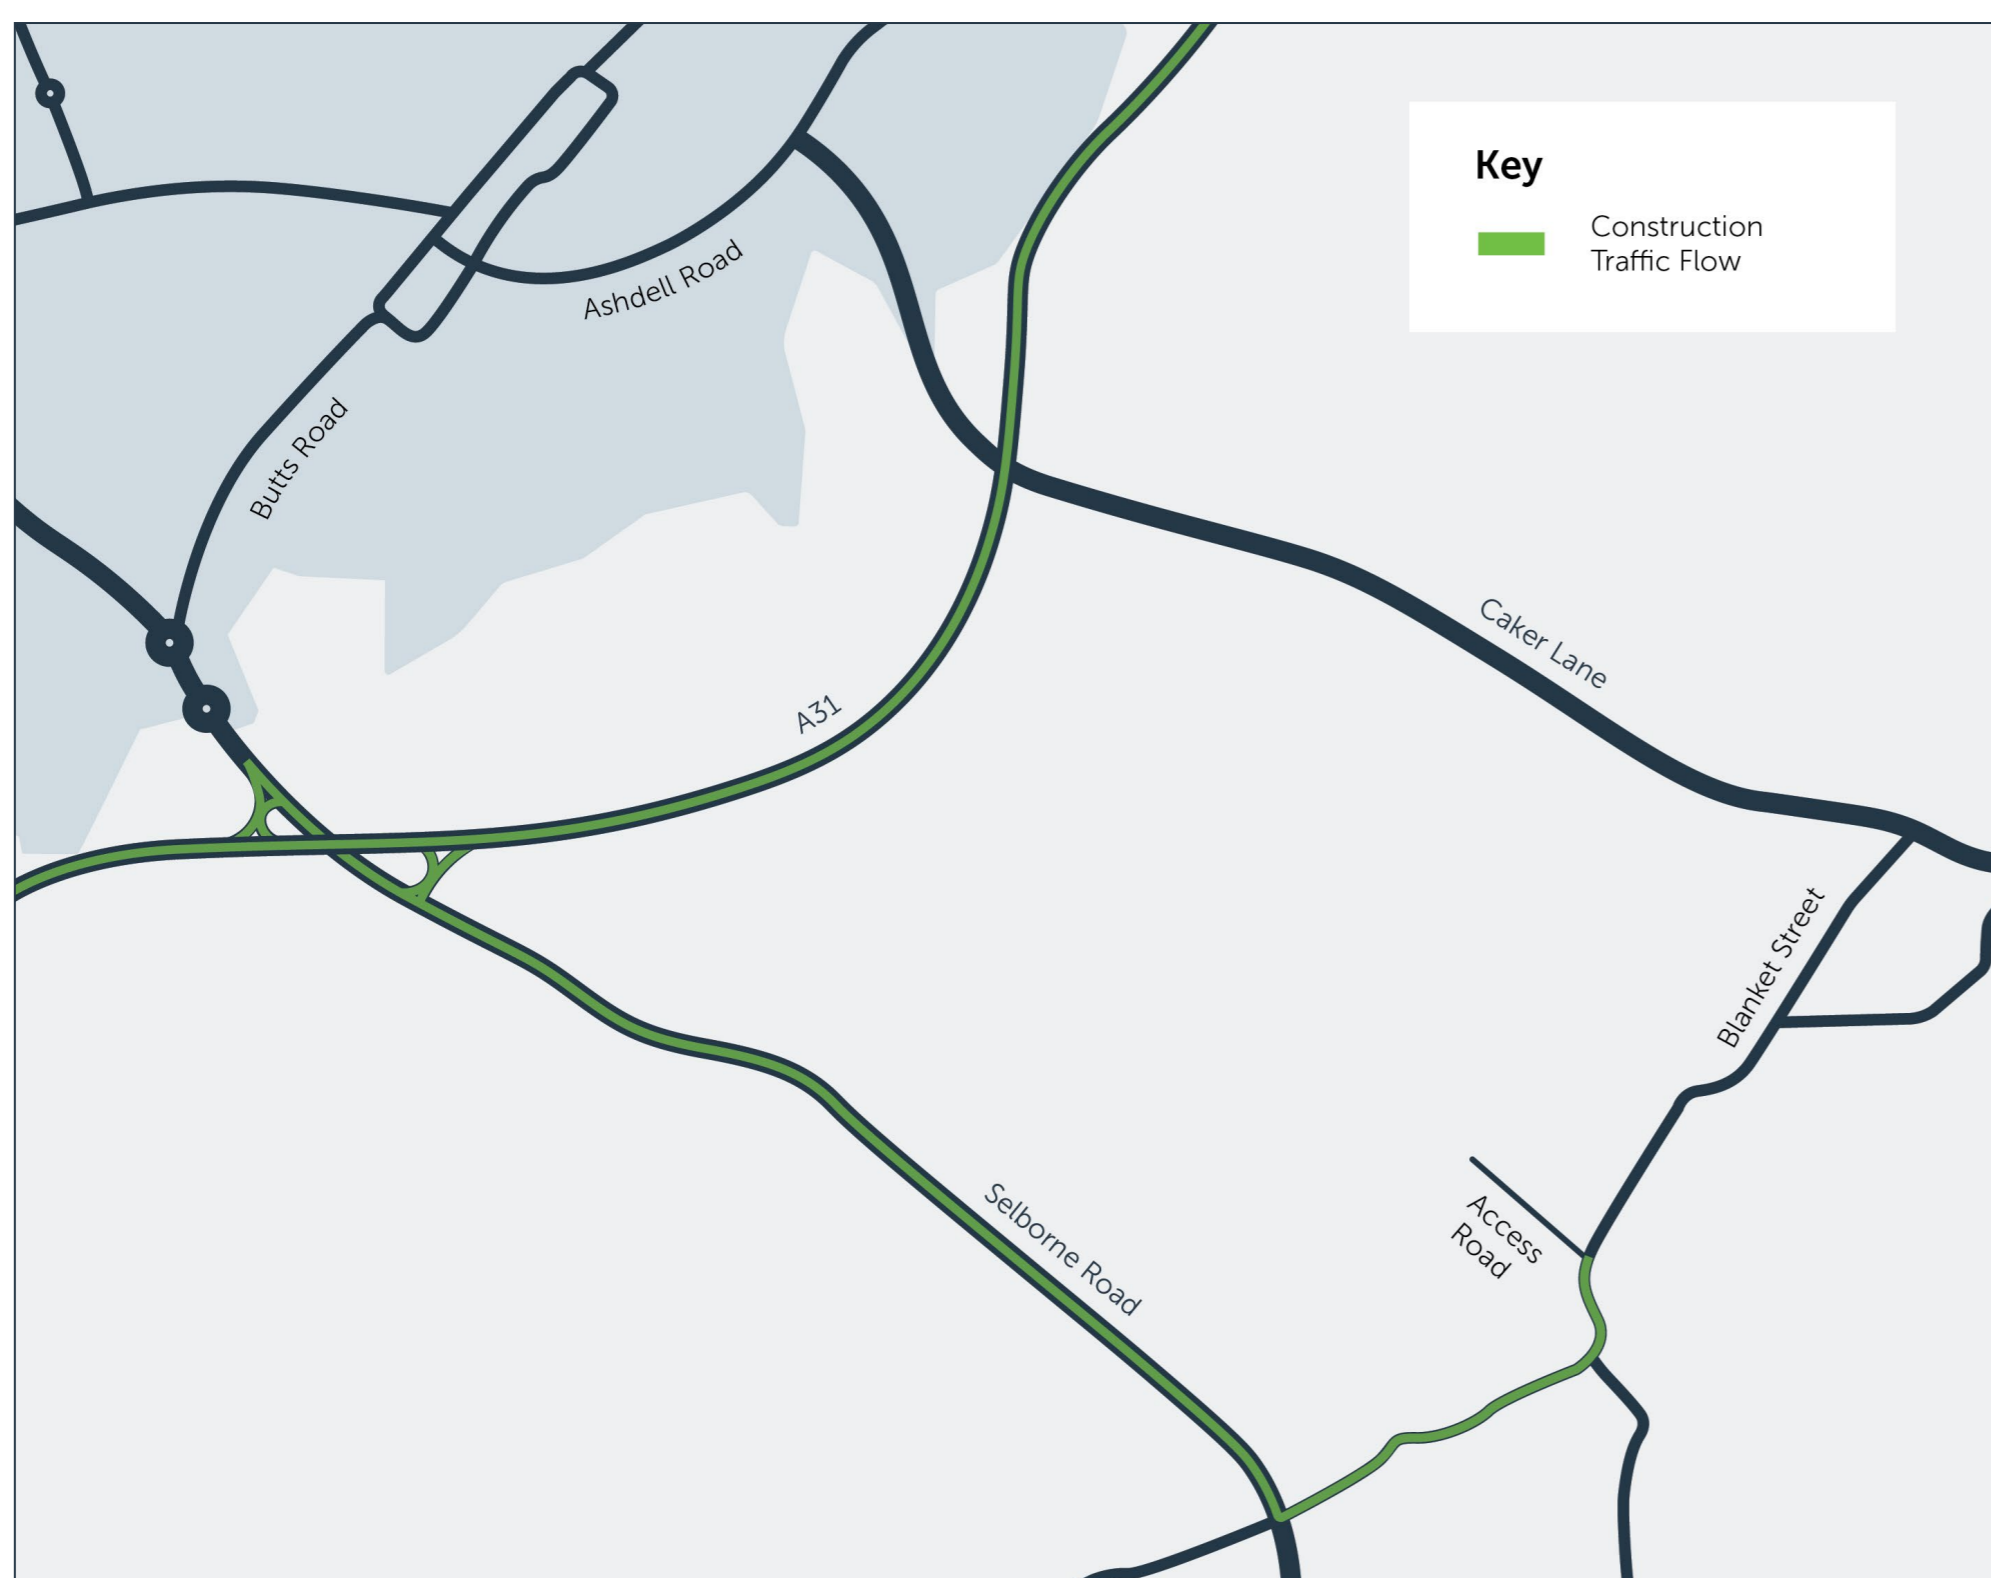 Key
Construction
Traffic Flow
Ashdell Road
Butts Road
Caker Lane
A31
Blanket Street
Selborne Road
Access
Road